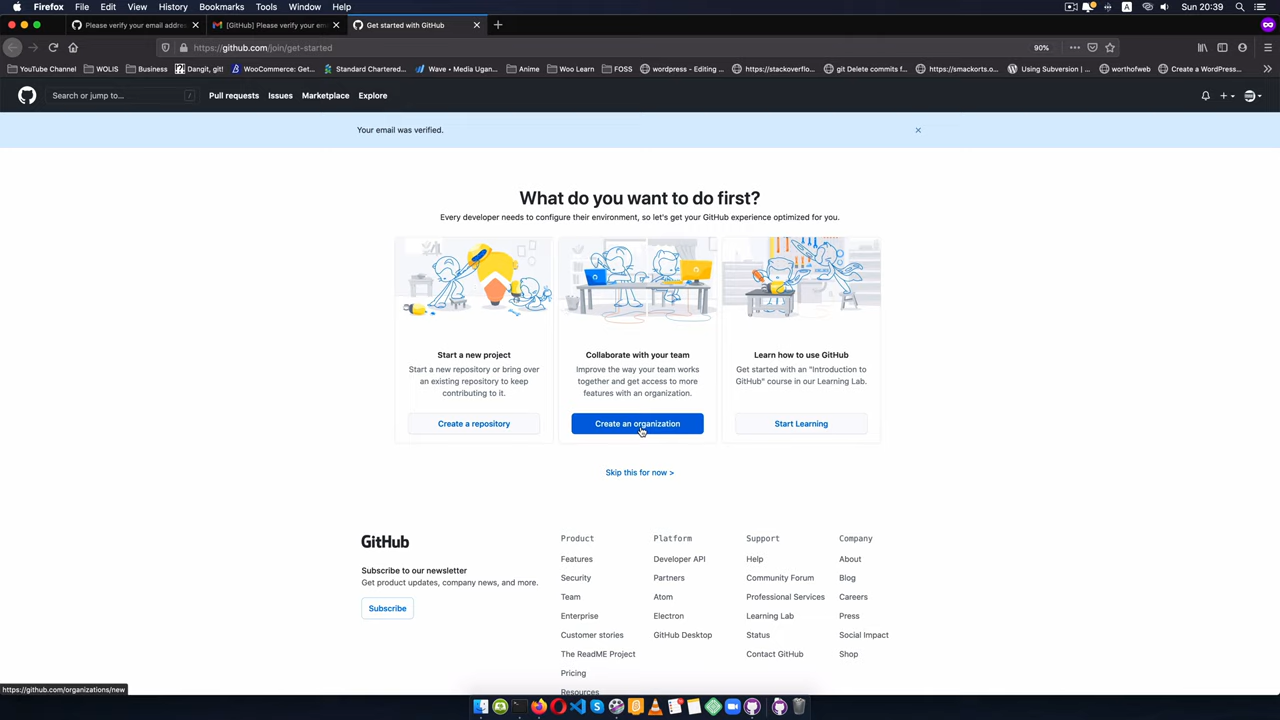 Firefox File Edit View History Bookmarks Tools Window Help
A Sun 20:39
Please verify your email addre
[GitHub] Please verify your em
Get started with GitHub
https://github.com/join/get-started
90%
YouTube Channel WOLIS Business Dangit, git! WooCommerce: Get... Standard Chartered... Wave • Media Ugan... Anime Woo Learn FOSS wordpress - Editing ... https://stackoverflo... git Delete commits f... https://smackorts.o... Using Subversion | ... worthofweb Create a WordPress...
Search or jump to... / Pull requests Issues Marketplace Explore
Your email was verified.
What do you want to do first?
Every developer needs to configure their environment, so let's get your GitHub experience optimized for you.
Start a new project
Start a new repository or bring over
an existing repository to keep
contributing to it.
Create a repository
Collaborate with your team
Improve the way your team works
together and get access to more
features with an organization.
Create an organization
Learn how to use GitHub
Get started with an "Introduction to
GitHub" course in our Learning Lab.
Start Learning
Skip this for now >
GitHub
Subscribe to our newsletter
Get product updates, company news, and more.
Subscribe
Product
Features
Security
Team
Enterprise
Customer stories
The ReadME Project
Pricing
Resources
Platform
Developer API
Partners
Atom
Electron
GitHub Desktop
Support
Help
Community Forum
Professional Services
Learning Lab
Status
Contact GitHub
Company
About
Blog
Careers
Press
Social Impact
Shop
https://github.com/organizations/new